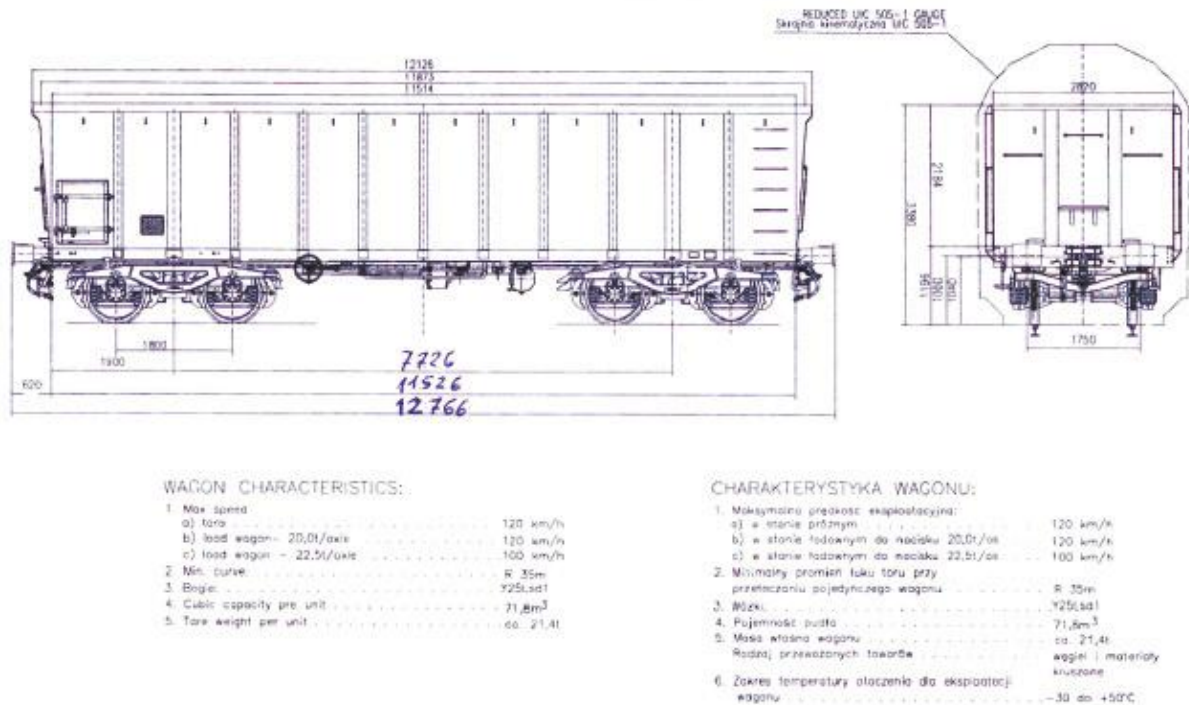 REDUCED UIC 505-1 GAUGE
Skrajnia kinematyczna UIC 505-1
12126
11873
11514
2820
2184
3390
1166
1060
1040
1800
1900
1750
7726
620
11526
12766
WAGON CHARACTERISTICS:
1. Max speed
a) tara 120 km/h
b) load wagon- 20,0t/axle 120 km/h
c) load wagon - 22,5t/axle 100 km/h
2. Min. curve R 35m
3. Bogie: Y25Lsd1
4. Cubic capacity pre unit 71,8m³
5. Tare weight per unit ca. 21,4t
CHARAKTERYSTYKA WAGONU:
1. Maksymalna prędkość eksploatacyjna:
a) w stanie próżnym 120 km/h
b) w stanie ładownym do nacisku 20,0t/oś 120 km/h
c) w stanie ładownym do nacisku 22,5t/oś 100 km/h
2. Minimalny promień łuku toru przy
przetaczaniu pojedynczego wagonu R 35m
3. Wózki Y25Lsd1
4. Pojemność pudła 71,8m³
5. Masa własna wagonu ca. 21,4t
Rodzaj przewożonych towarów węgiel i materiały
kruszone
6. Zakres temperatury otoczenia dla eksploatacji
wagonu -30 do +50°C